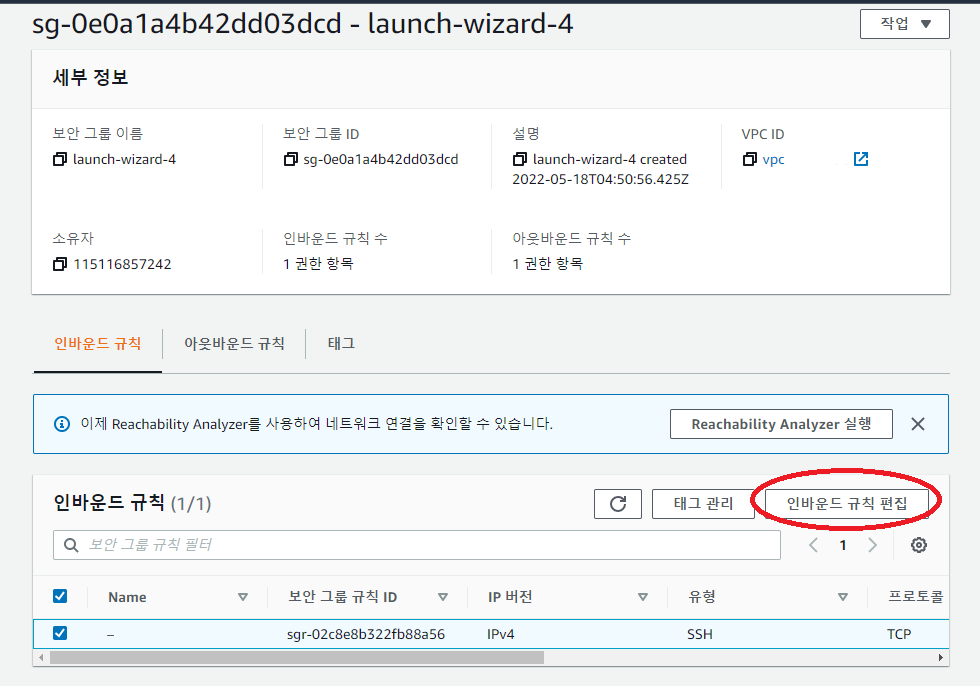 sg-0e0a1a4b42dd03dcd - launch-wizard-4
작업
세부 정보
보안 그룹 이름
launch-wizard-4
보안 그룹 ID
sg-0e0a1a4b42dd03dcd
설명
launch-wizard-4 created
2022-05-18T04:50:56.425Z
VPC ID
vpc
소유자
115116857242
인바운드 규칙 수
1 권한 항목
아웃바운드 규칙 수
1 권한 항목
인바운드 규칙
아웃바운드 규칙
태그
이제 Reachability Analyzer를 사용하여 네트워크 연결을 확인할 수 있습니다.
Reachability Analyzer 실행
인바운드 규칙 (1/1)
태그 관리
인바운드 규칙 편집
보안 그룹 규칙 필터
1
Name
보안 그룹 규칙 ID
IP 버전
유형
프로토콜
–
sgr-02c8e8b322fb88a56
IPv4
SSH
TCP